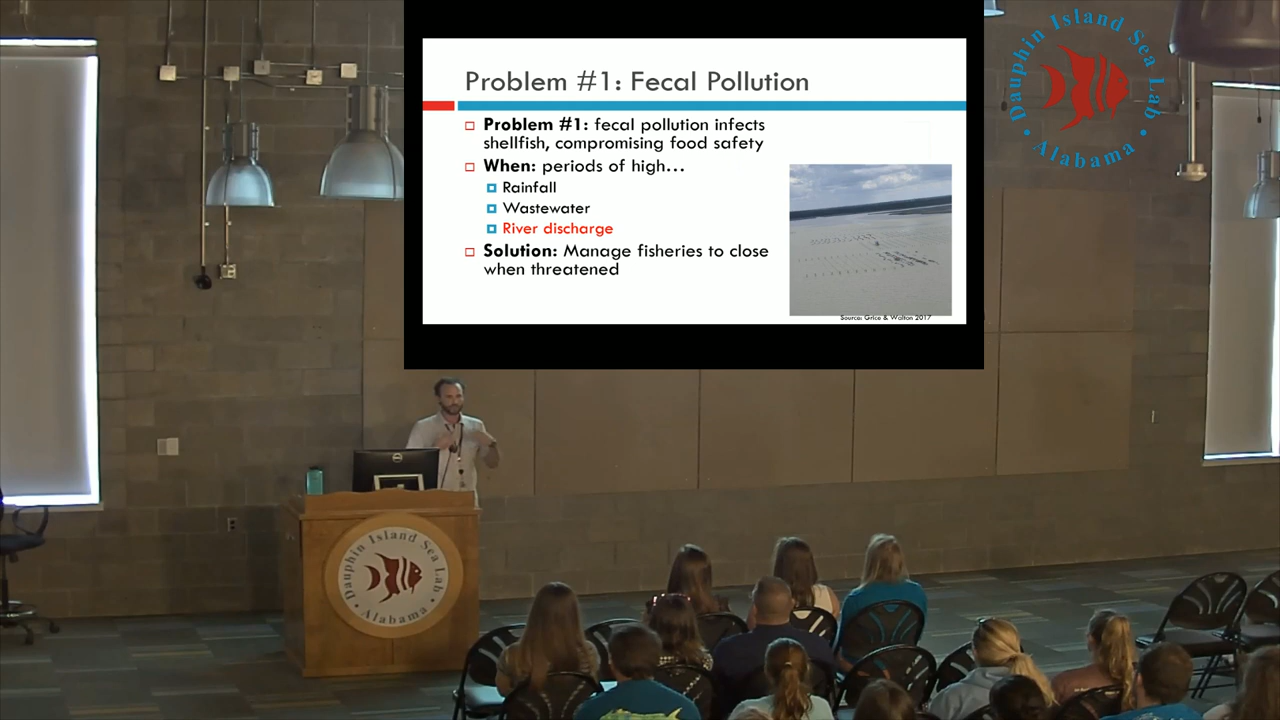 Problem #1: Fecal Pollution
Problem #1: fecal pollution infects
shellfish, compromising food safety
When: periods of high…
Rainfall
Wastewater
River discharge
Solution: Manage fisheries to close
when threatened
Source: Grice & Walton 2017
Dauphin Island Sea Lab
• Alabama •
DELL
Dauphin Island Sea Lab
• Alabama •